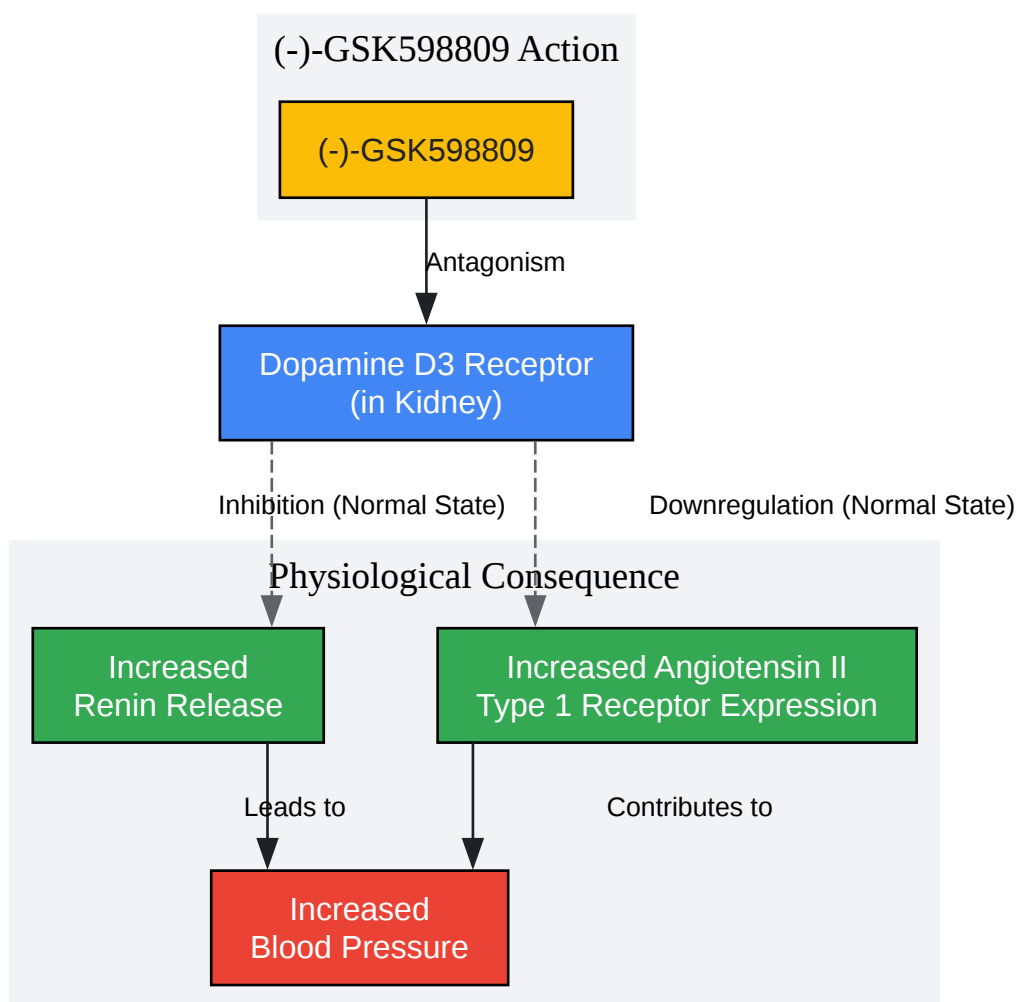 (-)-GSK598809 Action
(-)-GSK598809
Antagonism
Dopamine D3 Receptor
(in Kidney)
Inhibition (Normal State)
Downregulation (Normal State)
Physiological Consequence
Increased
Renin Release
Increased Angiotensin II
Type 1 Receptor Expression
Leads to
Contributes to
Increased
Blood Pressure